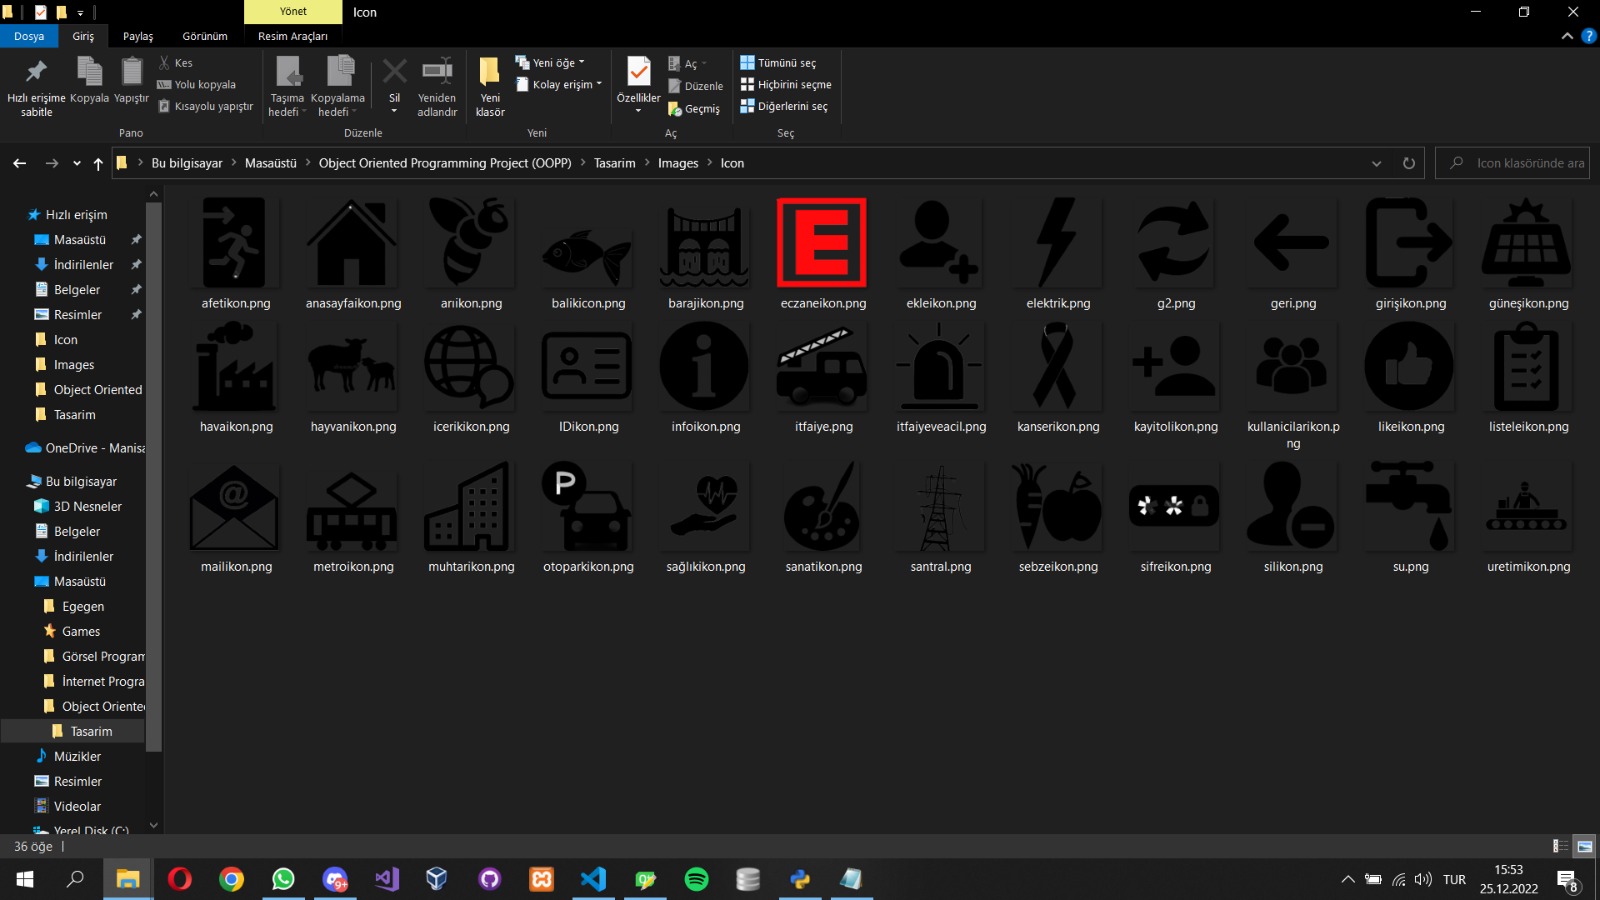 Yönet
Icon
Dosya
Giriş
Paylaş
Görünüm
Resim Araçları
?
Hızlı erişime
sabitle
Kopyala
Yapıştır
Kes
Yolu kopyala
Kısayolu yapıştır
Pano
Taşıma
hedefi
Kopyalama
hedefi
Sil
Yeniden
adlandır
Düzenle
Yeni
klasör
Yeni öğe
Kolay erişim
Yeni
Özellikler
Aç
Düzenle
Geçmiş
Aç
Tümünü seç
Hiçbirini seçme
Diğerlerini seç
Seç
Bu bilgisayar
Masaüstü
Object Oriented Programming Project (OOPP)
Tasarim
Images
Icon
Icon klasöründe ara
Hızlı erişim
Masaüstü
İndirilenler
Belgeler
Resimler
Icon
Images
Object Oriented
Tasarim
OneDrive - Manisa
Bu bilgisayar
3D Nesneler
Belgeler
İndirilenler
Masaüstü
Egegen
Games
Görsel Program
İnternet Progra
Object Oriente
Tasarim
Müzikler
Resimler
Videolar
Yerel Disk (C:)
E
afetikon.png
anasayfaikon.png
arıikon.png
balikicon.png
barajikon.png
eczaneikon.png
ekleikon.png
elektrik.png
g2.png
geri.png
girişikon.png
güneşikon.png
i
havaikon.png
hayvanikon.png
icerikikon.png
IDikon.png
infoikon.png
itfaiye.png
itfaiyeveacil.png
kanserikon.png
kayitolikon.png
kullanicilarikon.p
ng
likeikon.png
listeleikon.png
@
P
* *
mailikon.png
metroikon.png
muhtarikon.png
otoparkikon.png
sağlıkikon.png
sanatikon.png
santral.png
sebzeikon.png
sifreikon.png
silikon.png
su.png
uretimikon.png
36 öğe
9+
TUR
15:53
25.12.2022
8